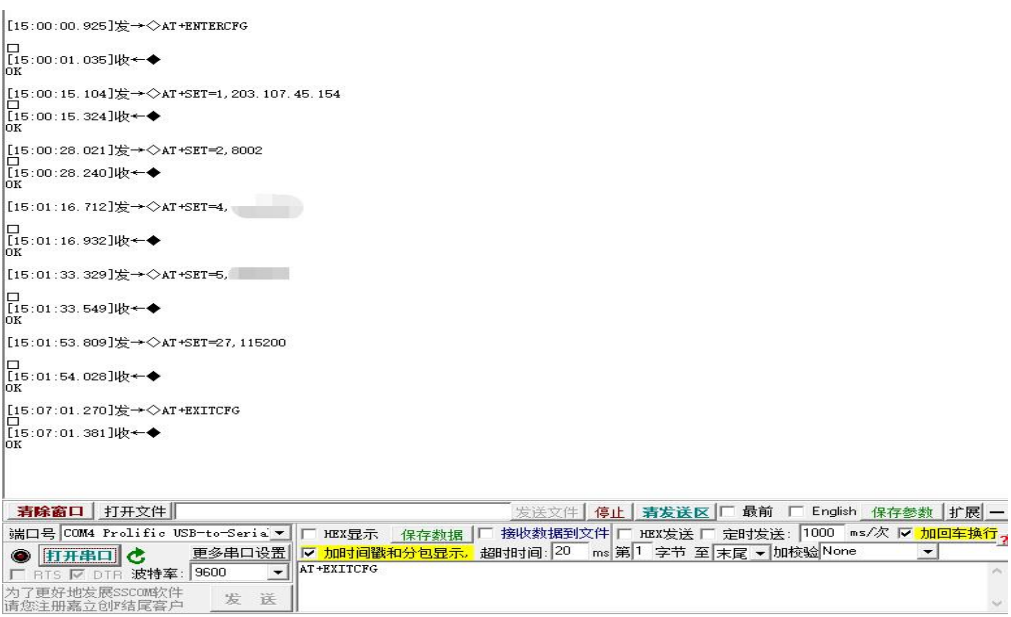 [15:00:00.925]发→◇AT+ENTERCFG
□
[15:00:01.035]收←◆
OK
[15:00:15.104]发→◇AT+SET=1,203.107.45.154
□
[15:00:15.324]收←◆
OK
[15:00:28.021]发→◇AT+SET=2,8002
□
[15:00:28.240]收←◆
OK
[15:01:16.712]发→◇AT+SET=4,
□
[15:01:16.932]收←◆
OK
[15:01:33.329]发→◇AT+SET=5,
□
[15:01:33.549]收←◆
OK
[15:01:53.809]发→◇AT+SET=27,115200
□
[15:01:54.028]收←◆
OK
[15:07:01.270]发→◇AT+EXITCFG
□
[15:07:01.381]收←◆
OK
清除窗口 打开文件 发送文件 停止 清发送区 最前 English 保存参数 扩展 —
端口号 COM4 Prolific USB-to-Seria HEX显示 保存数据 接收数据到文件 HEX发送 定时发送: 1000 ms/次 加回车换行
打开串口 更多串口设置 加时间戳和分包显示, 超时时间: 20 ms 第1 字节 至 末尾 加校验 None
RTS DTR 波特率: 9600 AT+EXITCFG
为了更好地发展SSCOM软件
请您注册嘉立创F结尾客户
发 送